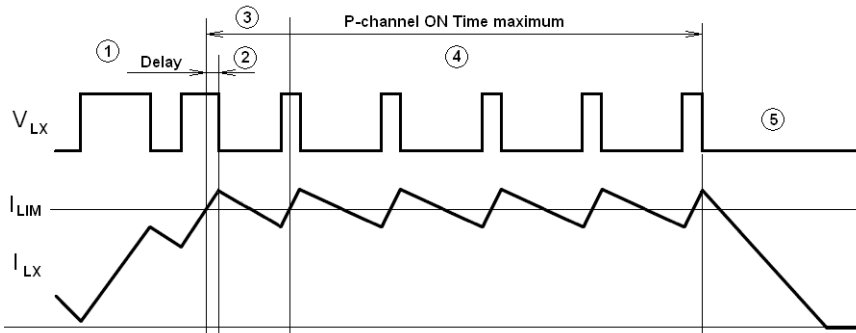 ③
P-channel ON Time maximum
①
Delay
②
④
V LX
⑤
I LIM
I LX